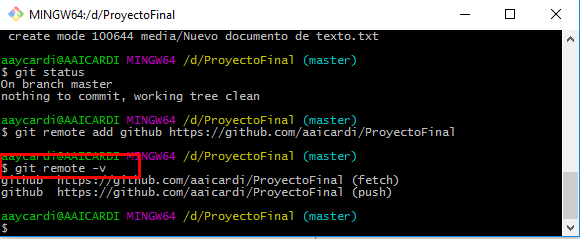 MINGW64:/d/ProyectoFinal
create mode 100644 media/Nuevo documento de texto.txt
aaycardi@AAICARDI MINGW64 /d/ProyectoFinal (master)
$ git status
On branch master
nothing to commit, working tree clean
aaycardi@AAICARDI MINGW64 /d/ProyectoFinal (master)
$ git remote add github https://github.com/aaicardi/ProyectoFinal
aaycardi@AAICARDI MINGW64 /d/ProyectoFinal (master)
$ git remote -v
github  https://github.com/aaicardi/ProyectoFinal (fetch)
github  https://github.com/aaicardi/ProyectoFinal (push)
aaycardi@AAICARDI MINGW64 /d/ProyectoFinal (master)
$